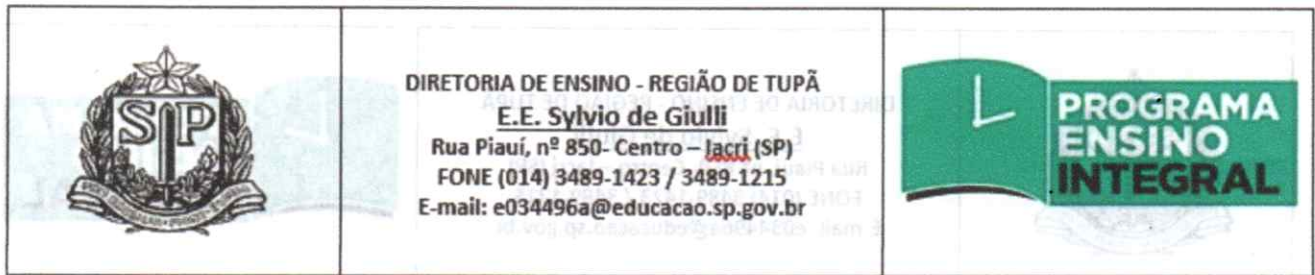 SP
DIRETORIA DE ENSINO - REGIÃO DE TUPÃ
E.E. Sylvio de Giulli
Rua Piauí, nº 850- Centro – Iacri (SP)
FONE (014) 3489-1423 / 3489-1215
E-mail: e034496a@educacao.sp.gov.br
PROGRAMA
ENSINO
INTEGRAL